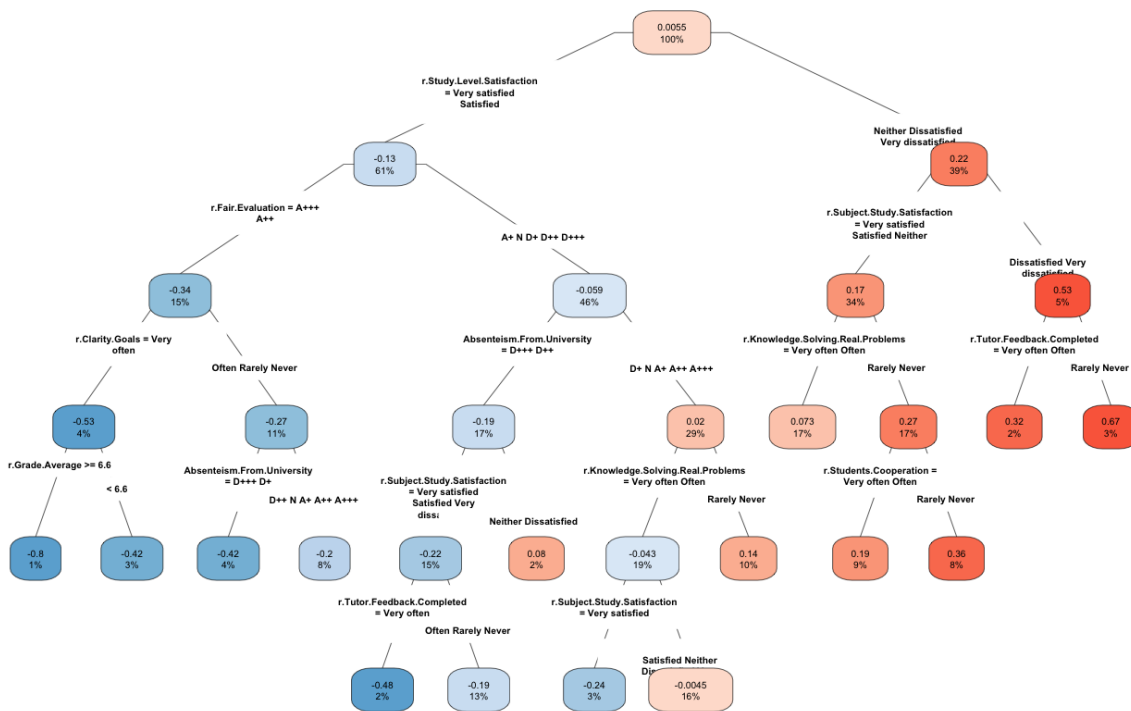 0.0055
100%
r.Study.Level.Satisfaction
= Very satisfied
Satisfied
Neither Dissatisfied
Very dissatisfied
-0.13
61%
0.22
39%
r.Fair.Evaluation = A+++
A++
A+ N D+ D++ D+++
r.Subject.Study.Satisfaction
= Very satisfied
Satisfied Neither
Dissatisfied Very
dissatisfied
-0.34
15%
-0.059
46%
0.17
34%
0.53
5%
r.Clarity.Goals = Very
often
Often Rarely Never
Absenteism.From.University
= D+++ D++
D+ N A+ A++ A+++
r.Knowledge.Solving.Real.Problems
= Very often Often
Rarely Never
r.Tutor.Feedback.Completed
= Very often Often
Rarely Never
-0.53
4%
-0.27
11%
-0.19
17%
0.02
29%
0.073
17%
0.27
17%
0.32
2%
0.67
3%
r.Grade.Average >= 6.6
< 6.6
Absenteism.From.University
= D+++ D+
D++ N A+ A++ A+++
r.Subject.Study.Satisfaction
= Very satisfied
Satisfied Very
Neither Dissatisfied
r.Knowledge.Solving.Real.Problems
= Very often Often
Rarely Never
r.Students.Cooperation =
Very often Often
Rarely Never
-0.8
1%
-0.42
3%
-0.42
4%
-0.2
8%
-0.22
15%
0.08
2%
-0.043
19%
0.14
10%
0.19
9%
0.36
8%
r.Tutor.Feedback.Completed
= Very often
Often Rarely Never
r.Subject.Study.Satisfaction
= Very satisfied
Satisfied Neither
-0.48
2%
-0.19
13%
-0.24
3%
-0.0045
16%